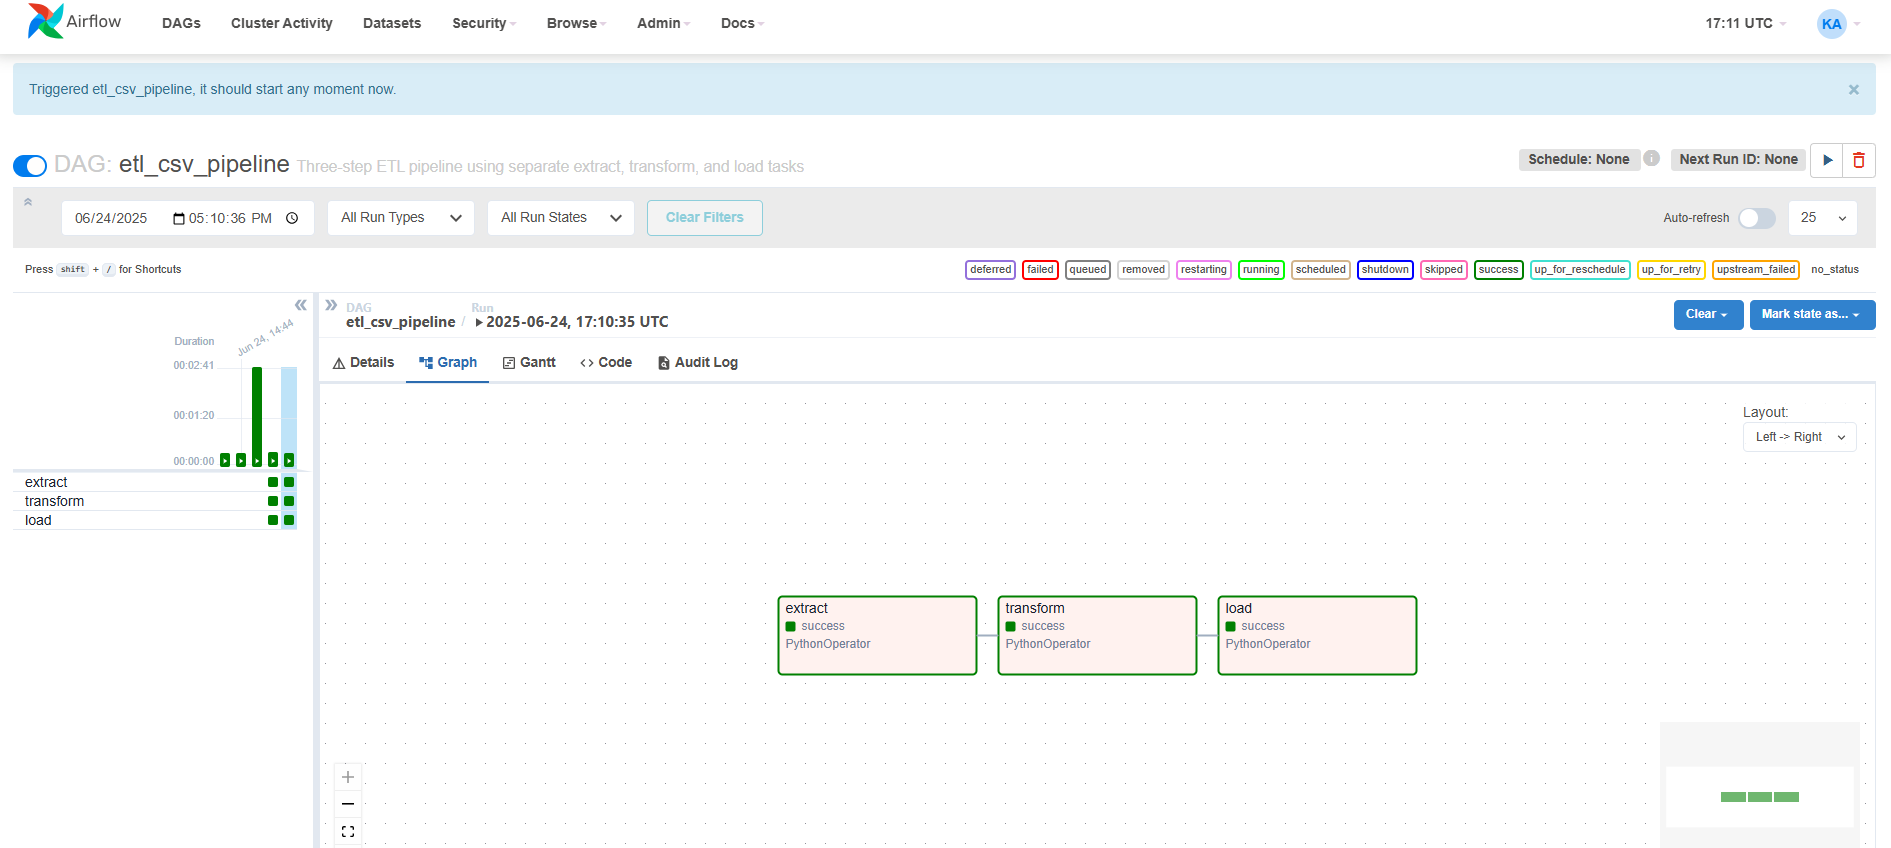 Airflow DAGs Cluster Activity Datasets Security Browse Admin Docs 17:11 UTC KA
Triggered etl_csv_pipeline, it should start any moment now. ×
DAG: etl_csv_pipeline Three-step ETL pipeline using separate extract, transform, and load tasks Schedule: None i Next Run ID: None
06/24/2025 05:10:36 PM All Run Types All Run States Clear Filters Auto-refresh 25
Press shift + / for Shortcuts deferred failed queued removed restarting running scheduled shutdown skipped success up_for_reschedule up_for_retry upstream_failed no_status
DAG Run
etl_csv_pipeline / 2025-06-24, 17:10:35 UTC Clear Mark state as...
Details Graph Gantt Code Audit Log
Jun 24, 14:44
Duration
00:02:41
00:01:20
00:00:00
extract
transform
load
Layout:
Left -> Right
extract
success
PythonOperator
transform
success
PythonOperator
load
success
PythonOperator